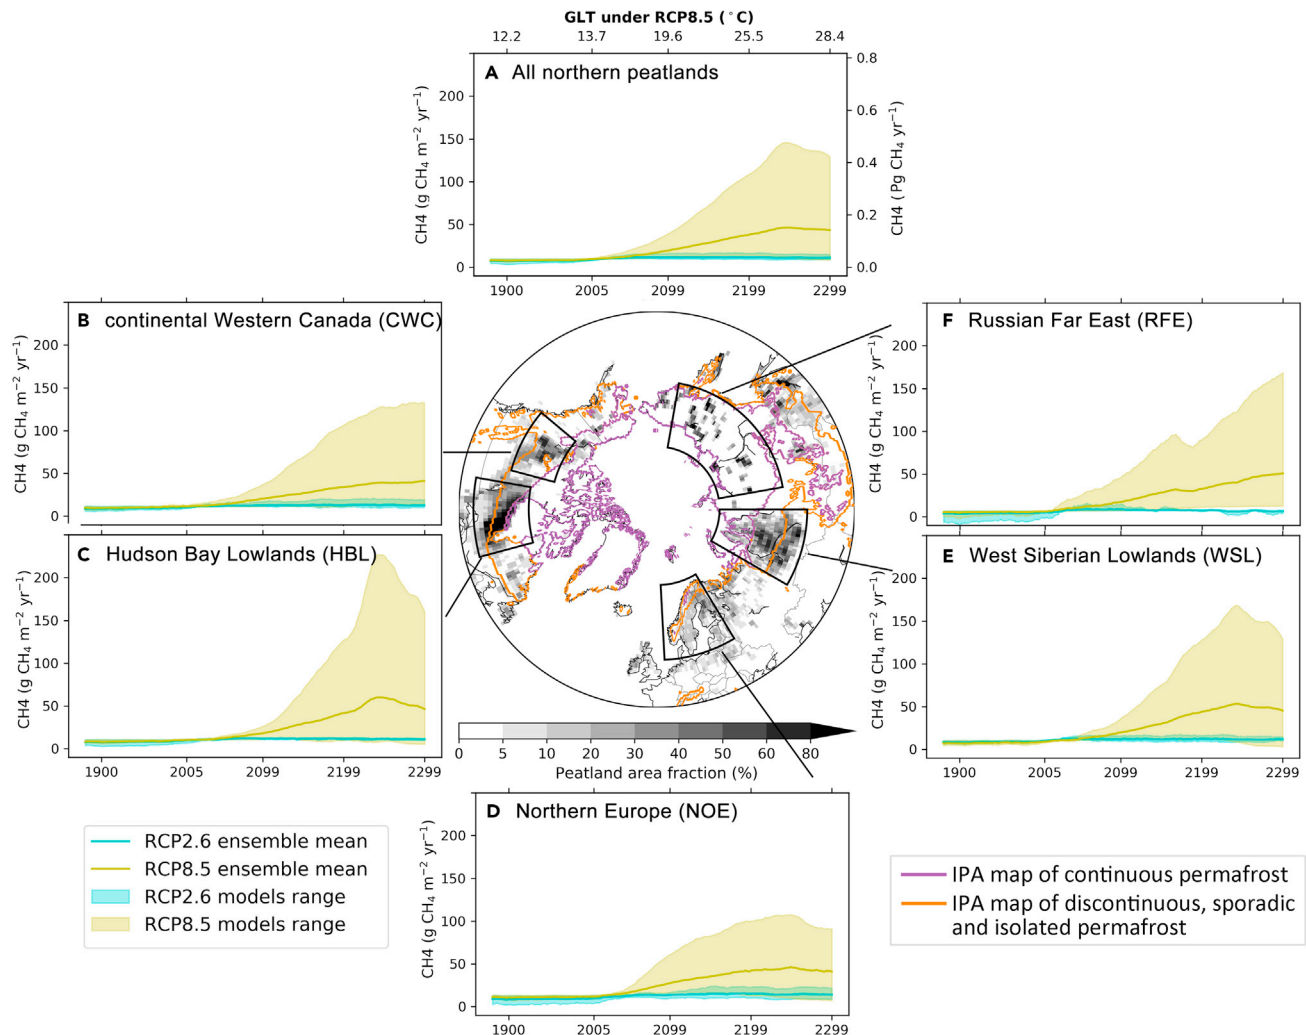 GLT under RCP8.5 (°C)
12.2 13.7 19.6 25.5 28.4
A All northern peatlands
CH4 (g CH₄ m⁻² yr⁻¹)
200
150
100
50
0
0.8
0.6
0.4
0.2
0.0
CH4 ( Pg CH₄ yr⁻¹)
1900 2005 2099 2199 2299
B continental Western Canada (CWC)
CH4 (g CH₄ m⁻² yr⁻¹)
200
150
100
50
0
C Hudson Bay Lowlands (HBL)
CH4 (g CH₄ m⁻² yr⁻¹)
200
150
100
50
0
1900 2005 2099 2199 2299
F Russian Far East (RFE)
CH4 (g CH₄ m⁻² yr⁻¹)
200
150
100
50
0
E West Siberian Lowlands (WSL)
CH4 (g CH₄ m⁻² yr⁻¹)
200
150
100
50
0
1900 2005 2099 2199 2299
0 5 10 20 30 40 50 60 80
Peatland area fraction (%)
D Northern Europe (NOE)
CH4 (g CH₄ m⁻² yr⁻¹)
200
150
100
50
0
1900 2005 2099 2199 2299
RCP2.6 ensemble mean
RCP8.5 ensemble mean
RCP2.6 models range
RCP8.5 models range
IPA map of continuous permafrost
IPA map of discontinuous, sporadic
and isolated permafrost